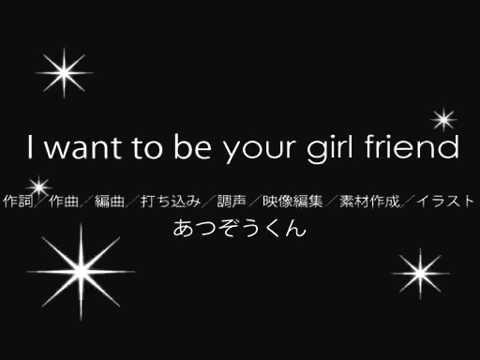 I want to be your girl friend
作詞／作曲／編曲／打ち込み／調声／映像編集／素材作成／イラスト
あつぞうくん